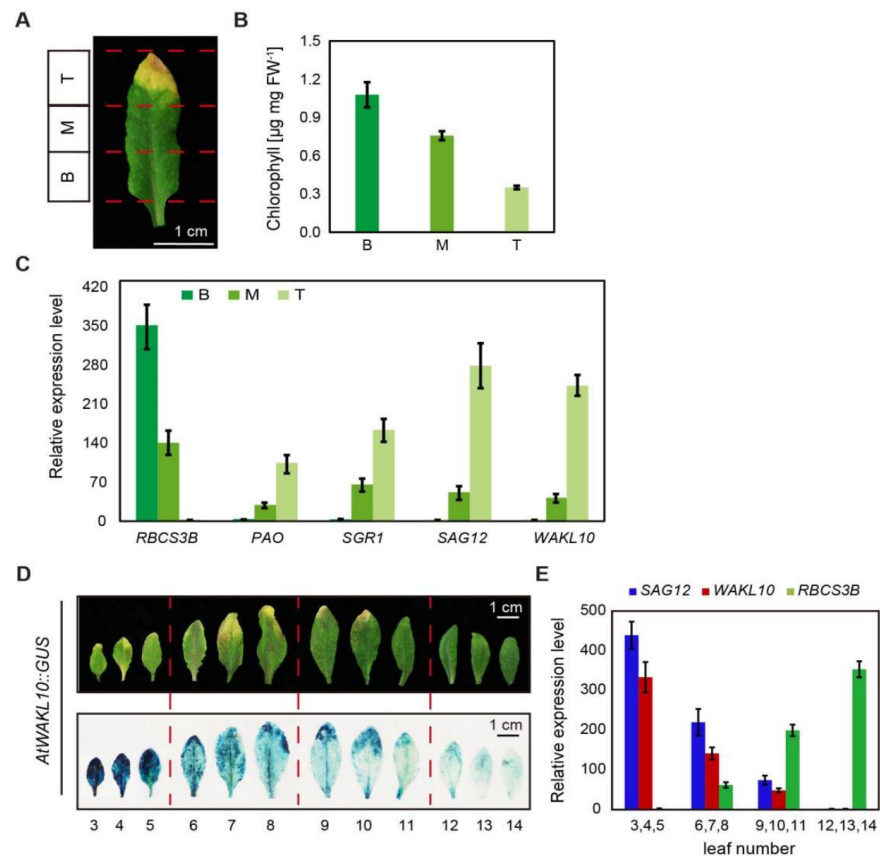 A
T
M
B
1 cm
B
Chlorophyll [µg mg FW⁻¹]
1.5
1.2
0.9
0.6
0.3
0.0
B M T
C
Relative expression level
420
350
280
210
140
70
0
B M T
RBCS3B PAO SGR1 SAG12 WAKL10
D
AtWAKL10::GUS
1 cm
1 cm
3 4 5 6 7 8 9 10 11 12 13 14
E
SAG12 WAKL10 RBCS3B
Relative expression level
500
400
300
200
100
0
3,4,5 6,7,8 9,10,11 12,13,14
leaf number